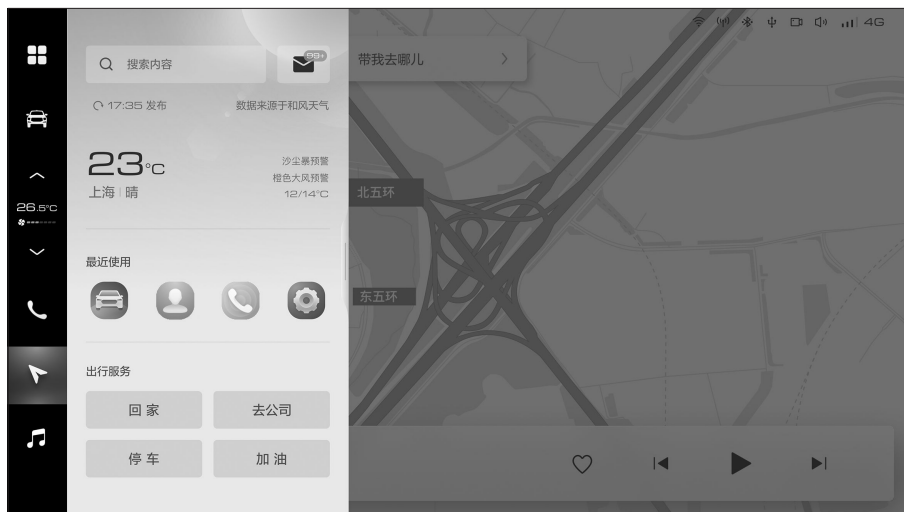 4G
搜索内容
99+
带我去哪儿
17:35 发布
数据来源于和风天气
23°C
上海 | 晴
沙尘暴预警
橙色大风预警
12/14°C
26.5°C
北五环
东五环
最近使用
出行服务
回家
去公司
停车
加油